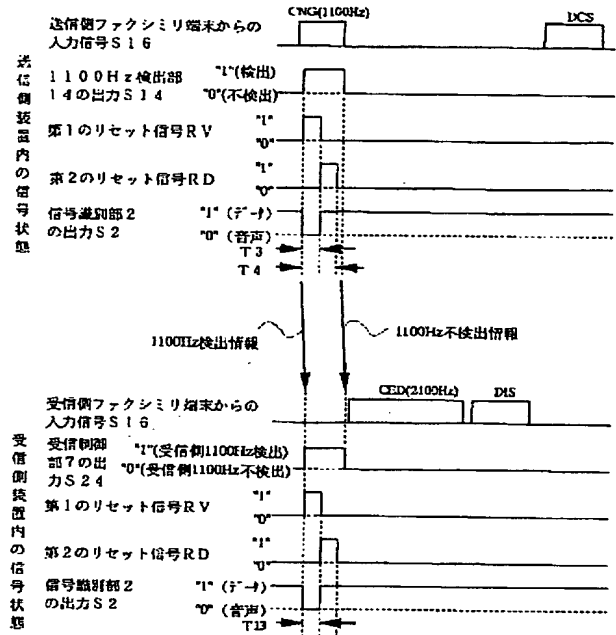 CNG(1100Hz)
DCS
送信側ファクシミリ端末からの
入力信号S16
送信側装置内の信号状態
1100Hz検出部
14の出力S14
"1"(検出)
"0"(不検出)
第1のリセット信号RV
"1"
"0"
第2のリセット信号RD
"1"
"0"
信号識別部2
の出力S2
"1"(データ)
"0"(音声)
T3
T4
1100Hz検出情報
1100Hz不検出情報
CED(2100Hz)
DIS
受信側ファクシミリ端末からの
入力信号S16
受信側装置内の信号状態
受信制御
部7の出
力S24
"1"(受信側1100Hz検出)
"0"(受信側1100Hz不検出)
第1のリセット信号RV
"1"
"0"
第2のリセット信号RD
"1"
"0"
信号識別部2
の出力S2
"1"(データ)
"0"(音声)
T13